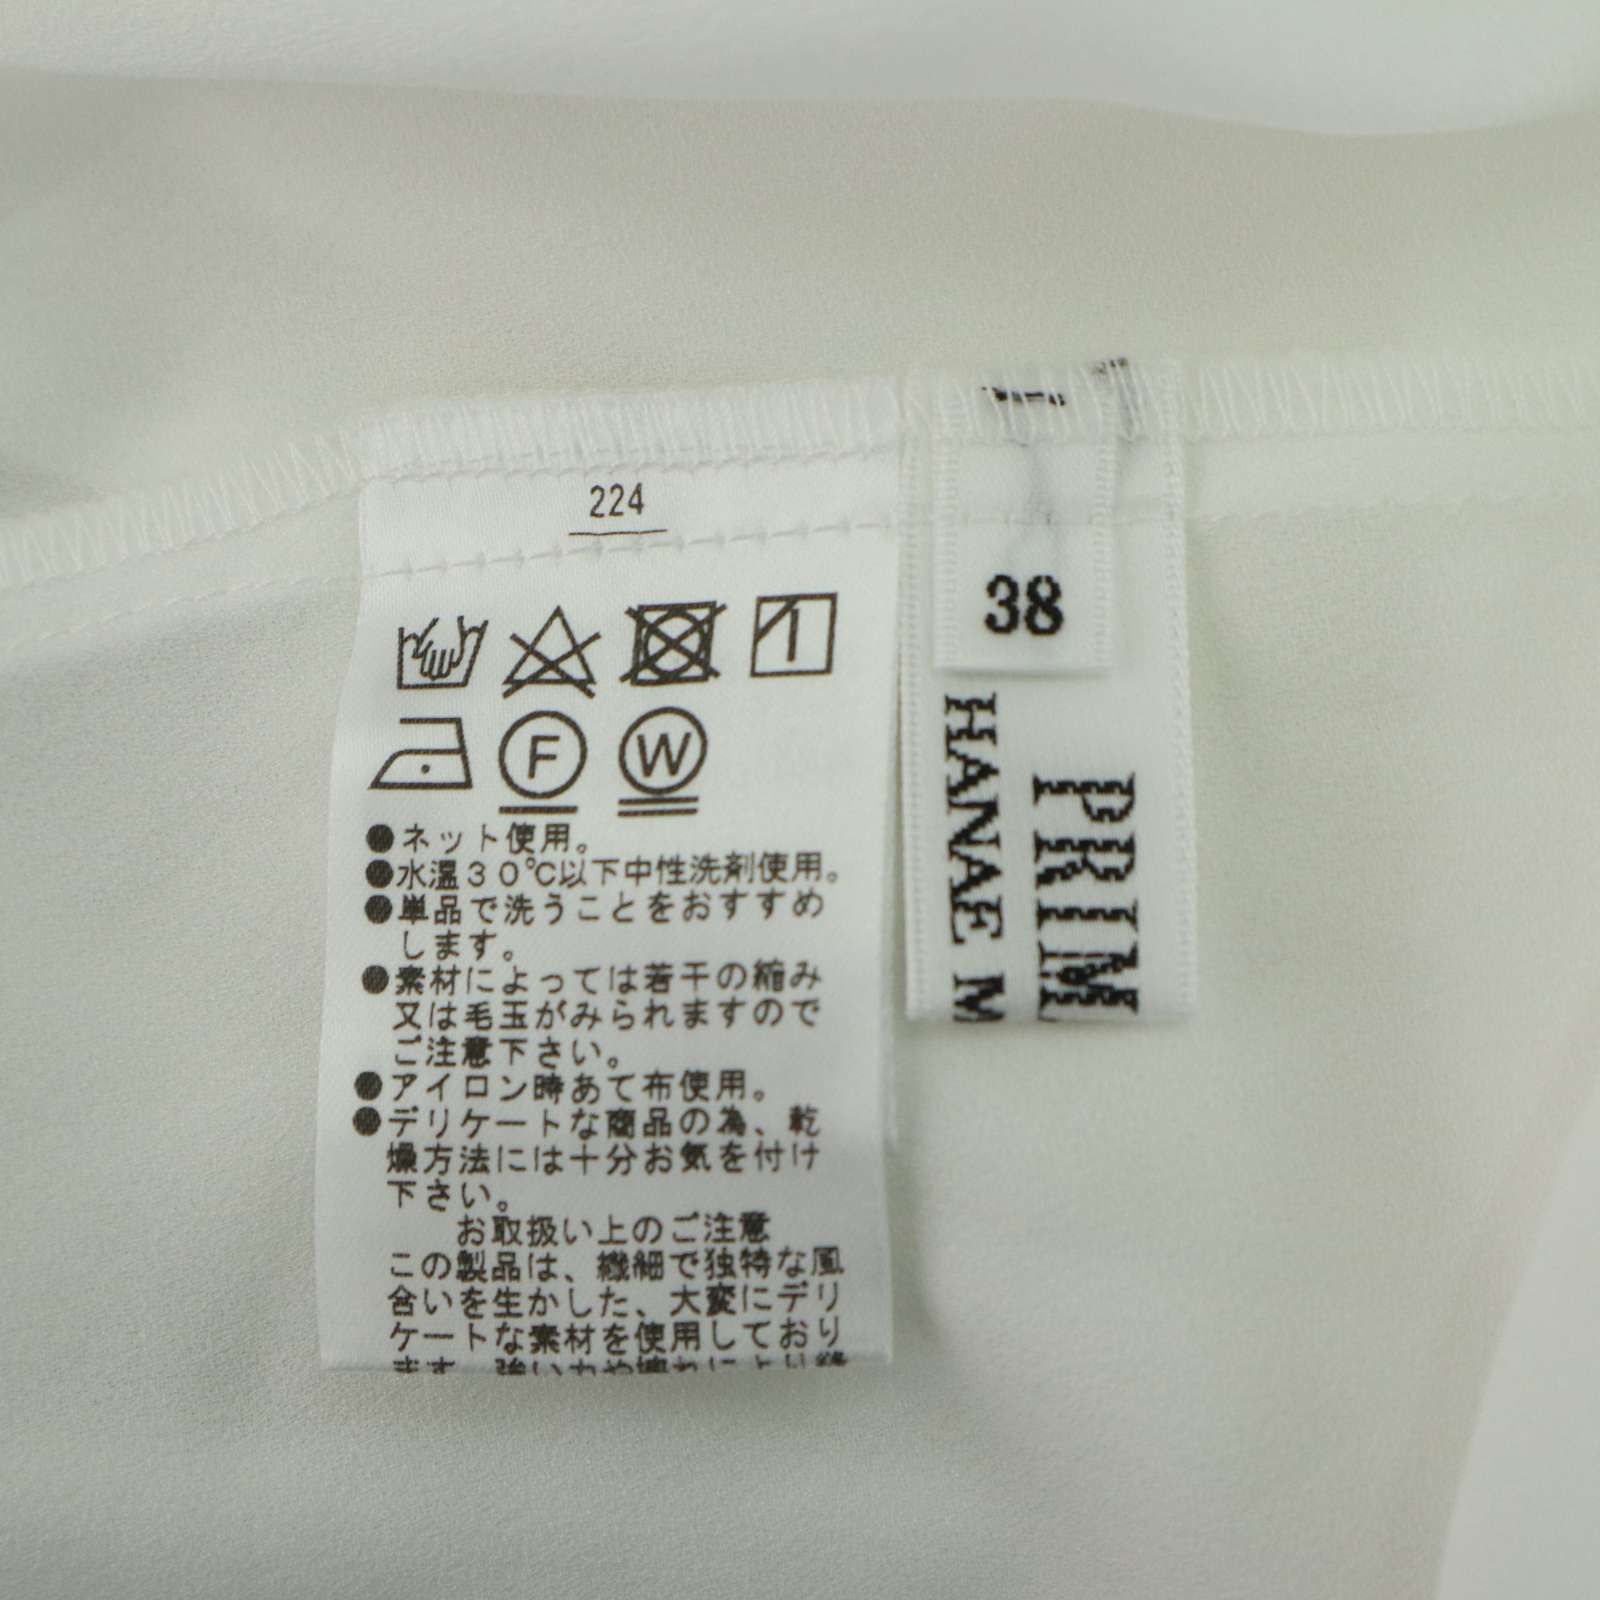 224
F
W
●ネット使用。
●水温30℃以下中性洗剤使用。
●単品で洗うことをおすすめ
します。
●素材によっては若干の縮み
又は毛玉がみられますので
ご注意下さい。
●アイロン時あて布使用。
●デリケートな商品の為、乾
燥方法には十分お気を付け
下さい。
お取扱い上のご注意
この製品は、繊細で独特な風
合いを生かした、大変にデリ
ケートな素材を使用しており
38
PRIM
HANAE M